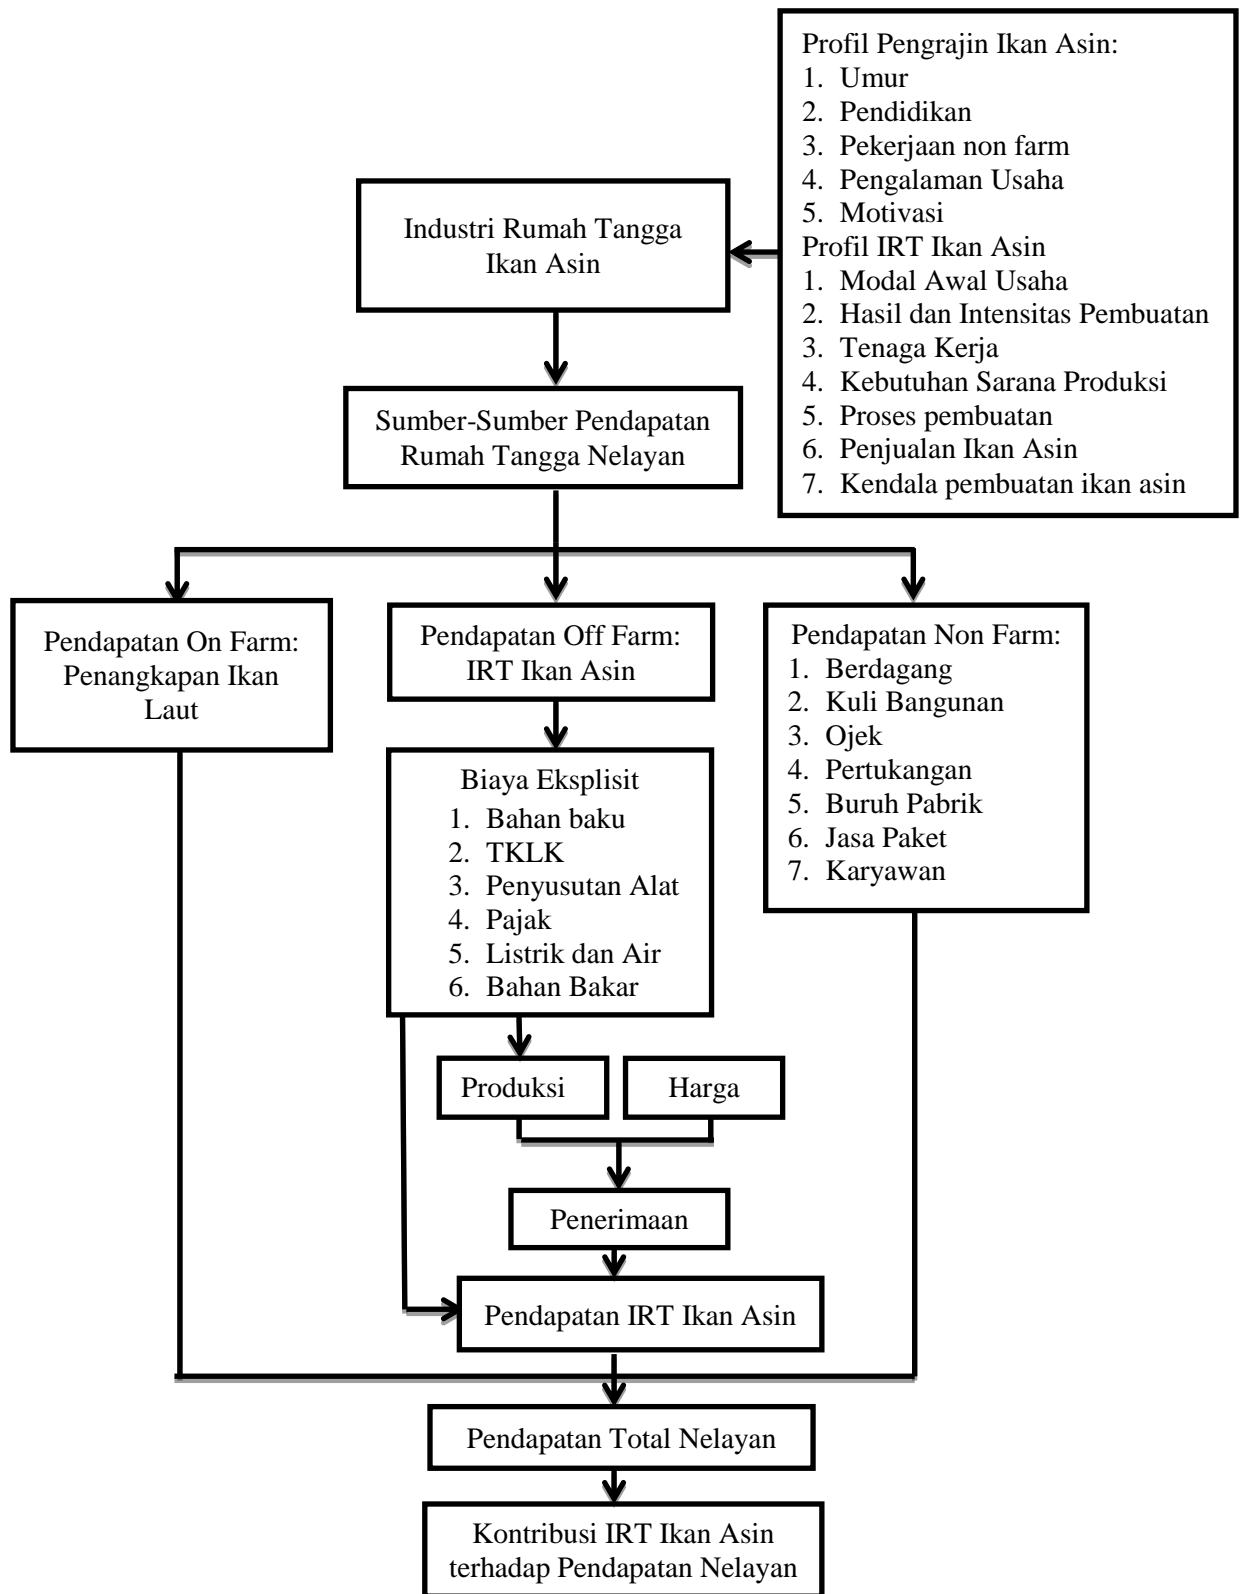 Profil Pengrajin Ikan Asin:
1. Umur
2. Pendidikan
3. Pekerjaan non farm
4. Pengalaman Usaha
5. Motivasi
Profil IRT Ikan Asin
1. Modal Awal Usaha
2. Hasil dan Intensitas Pembuatan
3. Tenaga Kerja
4. Kebutuhan Sarana Produksi
5. Proses pembuatan
6. Penjualan Ikan Asin
7. Kendala pembuatan ikan asin
Industri Rumah Tangga
Ikan Asin
Sumber-Sumber Pendapatan
Rumah Tangga Nelayan
Pendapatan On Farm:
Penangkapan Ikan
Laut
Pendapatan Off Farm:
IRT Ikan Asin
Pendapatan Non Farm:
1. Berdagang
2. Kuli Bangunan
3. Ojek
4. Pertukangan
5. Buruh Pabrik
6. Jasa Paket
7. Karyawan
Biaya Eksplisit
1. Bahan baku
2. TKLK
3. Penyusutan Alat
4. Pajak
5. Listrik dan Air
6. Bahan Bakar
Produksi
Harga
Penerimaan
Pendapatan IRT Ikan Asin
Pendapatan Total Nelayan
Kontribusi IRT Ikan Asin
terhadap Pendapatan Nelayan